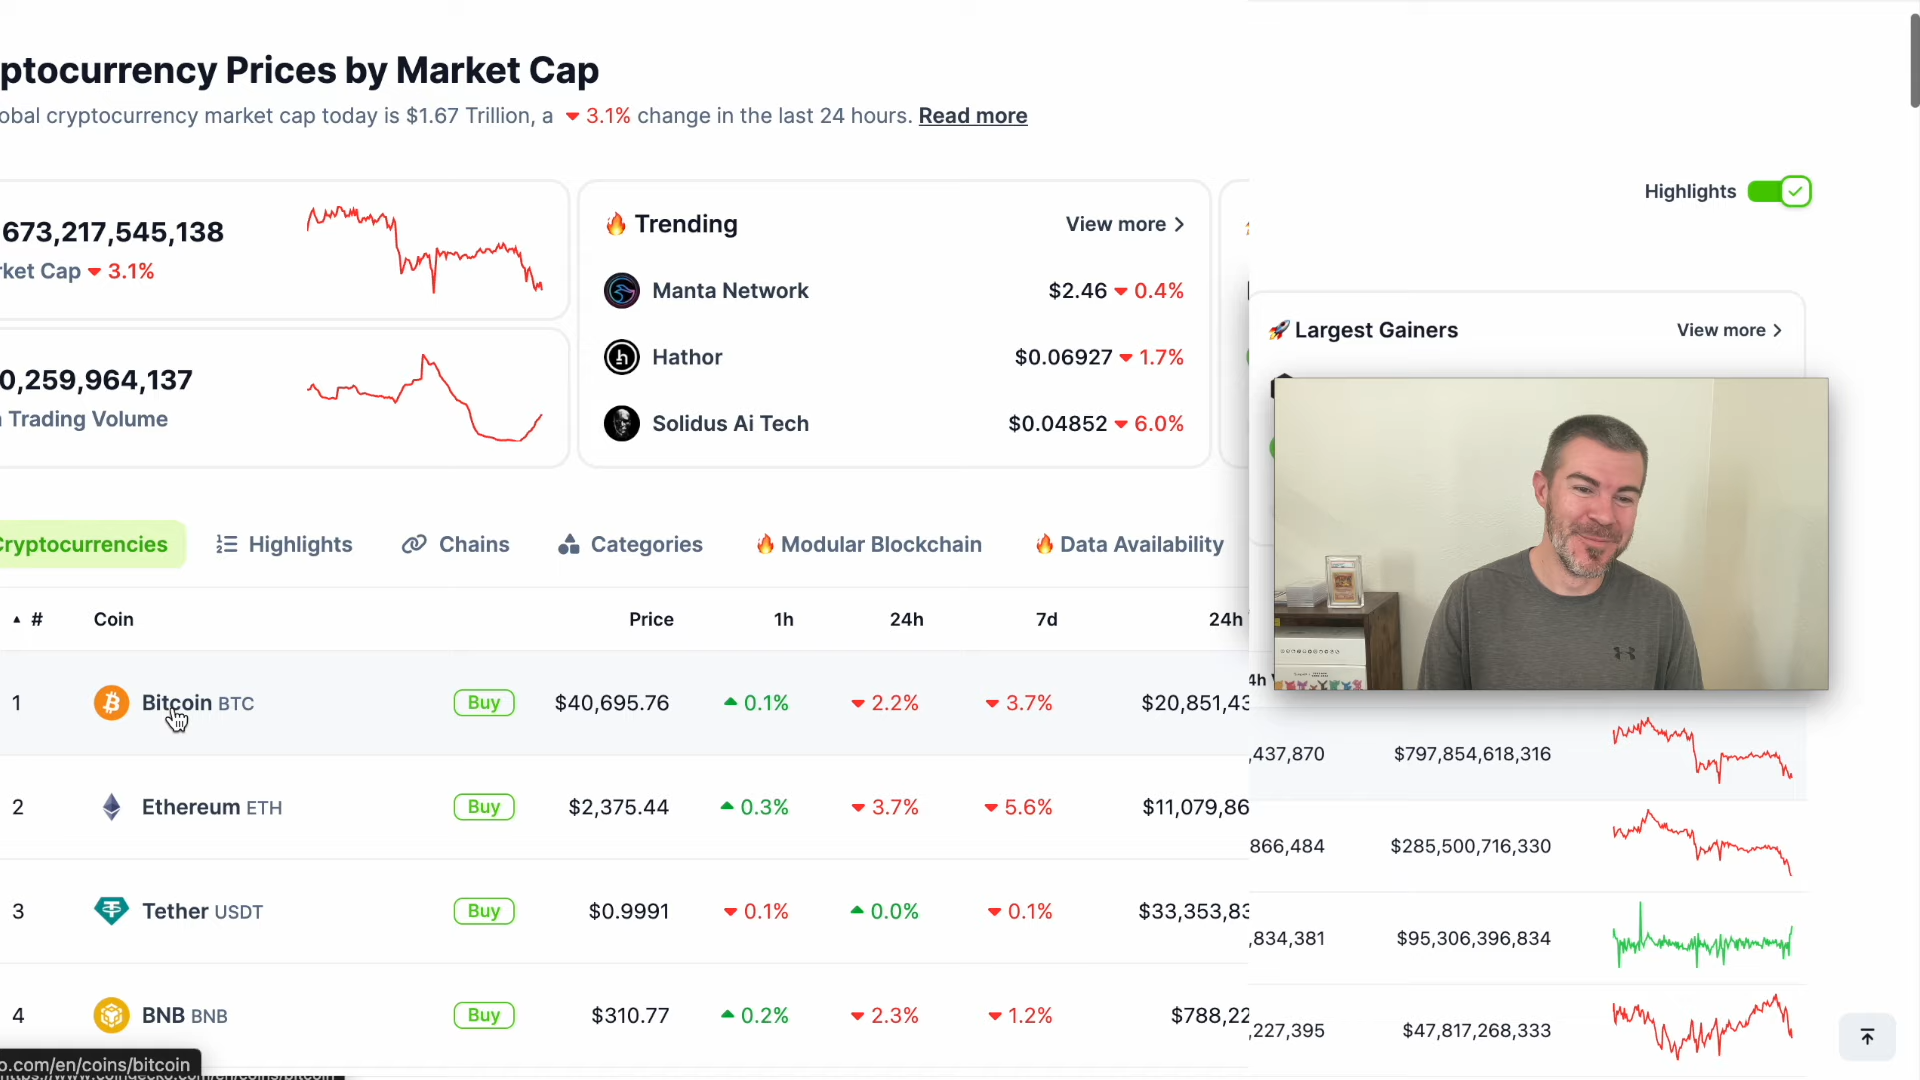 ptocurrency Prices by Market Cap
obal cryptocurrency market cap today is $1.67 Trillion, a 3.1% change in the last 24 hours. Read more
Highlights
673,217,545,138
ket Cap 3.1%
0,259,964,137
Trading Volume
Trending View more
Manta Network $2.46 0.4%
Hathor $0.06927 1.7%
Solidus Ai Tech $0.04852 6.0%
Largest Gainers View more
Cryptocurrencies Highlights Chains Categories Modular Blockchain Data Availability
# Coin Price 1h 24h 7d 24h
4h
1 Bitcoin BTC Buy $40,695.76 0.1% 2.2% 3.7% $20,851,43
,437,870 $797,854,618,316
2 Ethereum ETH Buy $2,375.44 0.3% 3.7% 5.6% $11,079,86
866,484 $285,500,716,330
3 Tether USDT Buy $0.9991 0.1% 0.0% 0.1% $33,353,83
,834,381 $95,306,396,834
4 BNB BNB Buy $310.77 0.2% 2.3% 1.2% $788,22
,227,395 $47,817,268,333
o.com/en/coins/bitcoin